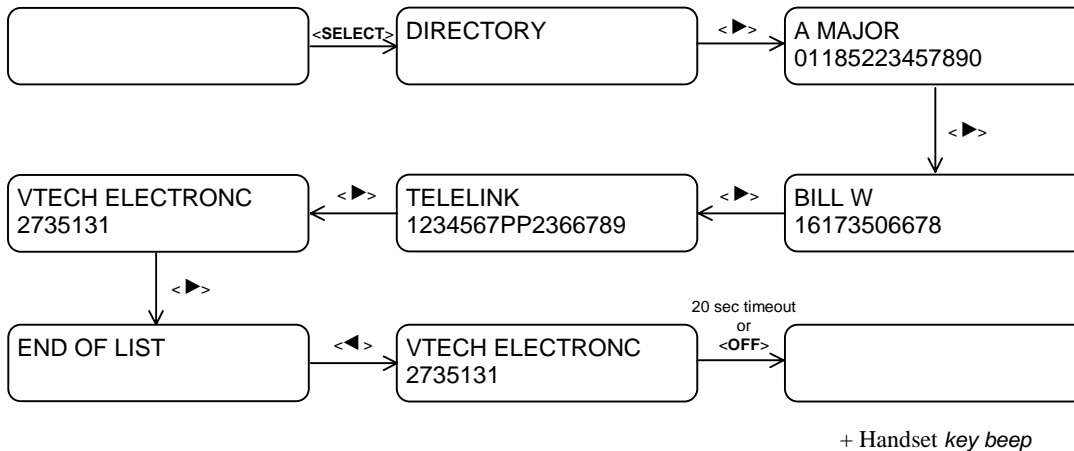 <SELECT>
DIRECTORY
<▶>
A MAJOR
01185223457890
<▶>
BILL W
16173506678
<▶>
TELELINK
1234567PP2366789
<▶>
VTECH ELECTRONC
2735131
<▶>
END OF LIST
<◀>
VTECH ELECTRONC
2735131
20 sec timeout
or
<OFF>
+ Handset key beep